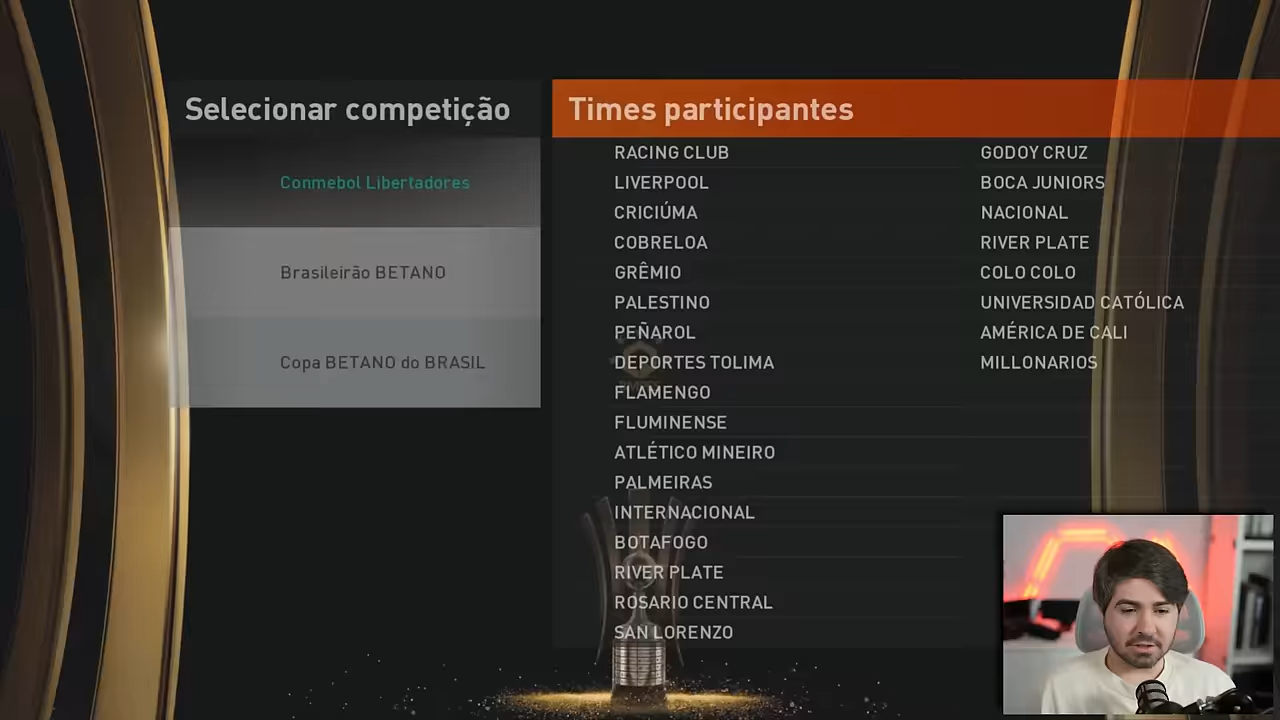 Selecionar competição
Conmebol Libertadores
Brasileirão BETANO
Copa BETANO do BRASIL
Times participantes
RACING CLUB
LIVERPOOL
CRICIÚMA
COBRELOA
GRÊMIO
PALESTINO
PEÑAROL
DEPORTES TOLIMA
FLAMENGO
FLUMINENSE
ATLÉTICO MINEIRO
PALMEIRAS
INTERNACIONAL
BOTAFOGO
RIVER PLATE
ROSARIO CENTRAL
SAN LORENZO
GODOY CRUZ
BOCA JUNIORS
NACIONAL
RIVER PLATE
COLO COLO
UNIVERSIDAD CATÓLICA
AMÉRICA DE CALI
MILLONARIOS